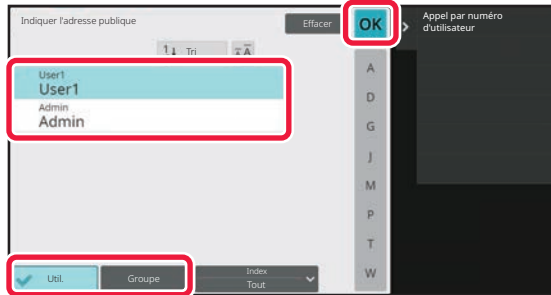 Indiquer l'adresse publique
Effacer
OK
Appel par numéro
d'utilisateur
Tri
User1
User1
Admin
Admin
A
D
G
J
M
P
T
W
Util.
Groupe
Index
Tout